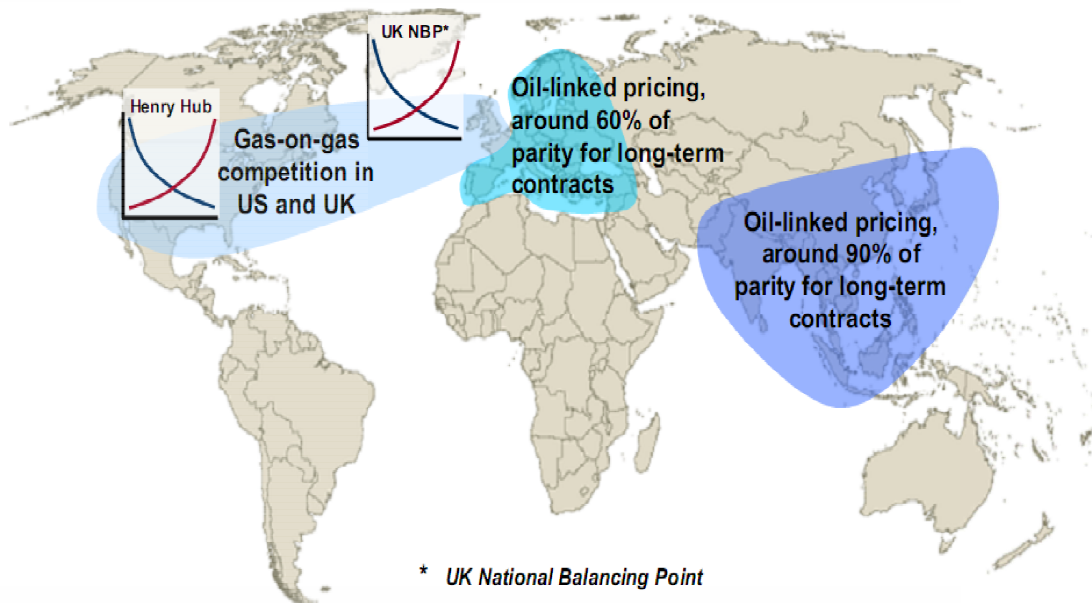 UK NBP*
Henry Hub
Gas-on-gas
competition in
US and UK
Oil-linked pricing,
around 60% of
parity for long-term
contracts
Oil-linked pricing,
around 90% of
parity for long-term
contracts
* UK National Balancing Point